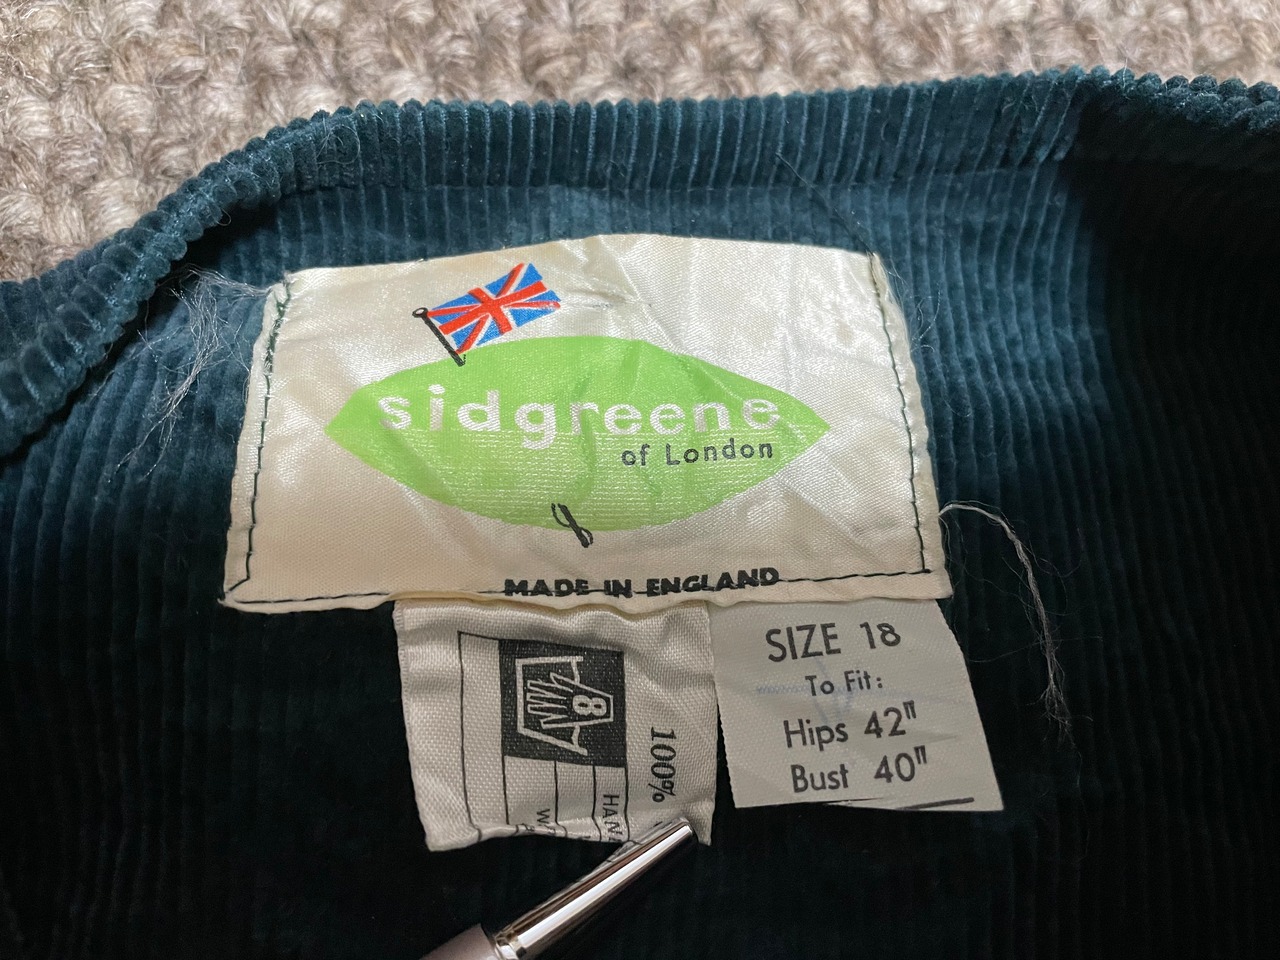 sidgreene
of London
MADE IN ENGLAND
SIZE 18
To Fit:
Hips 42"
Bust 40"
8
100%